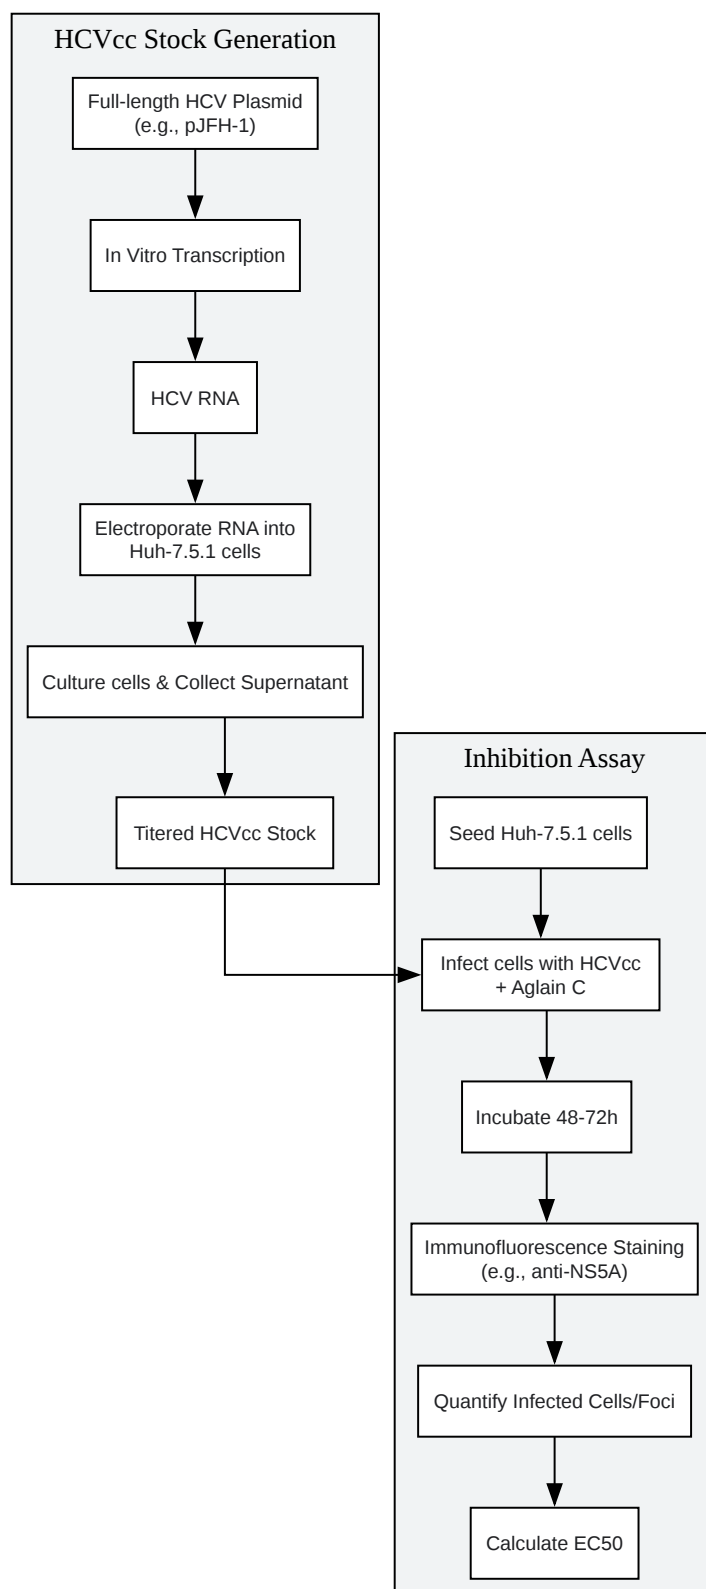 HCVcc Stock Generation
Full-length HCV Plasmid
(e.g., pJFH-1)
In Vitro Transcription
HCV RNA
Electroporate RNA into
Huh-7.5.1 cells
Culture cells & Collect Supernatant
Titered HCVcc Stock
Inhibition Assay
Seed Huh-7.5.1 cells
Infect cells with HCVcc
+ Aglain C
Incubate 48-72h
Immunofluorescence Staining
(e.g., anti-NS5A)
Quantify Infected Cells/Foci
Calculate EC50